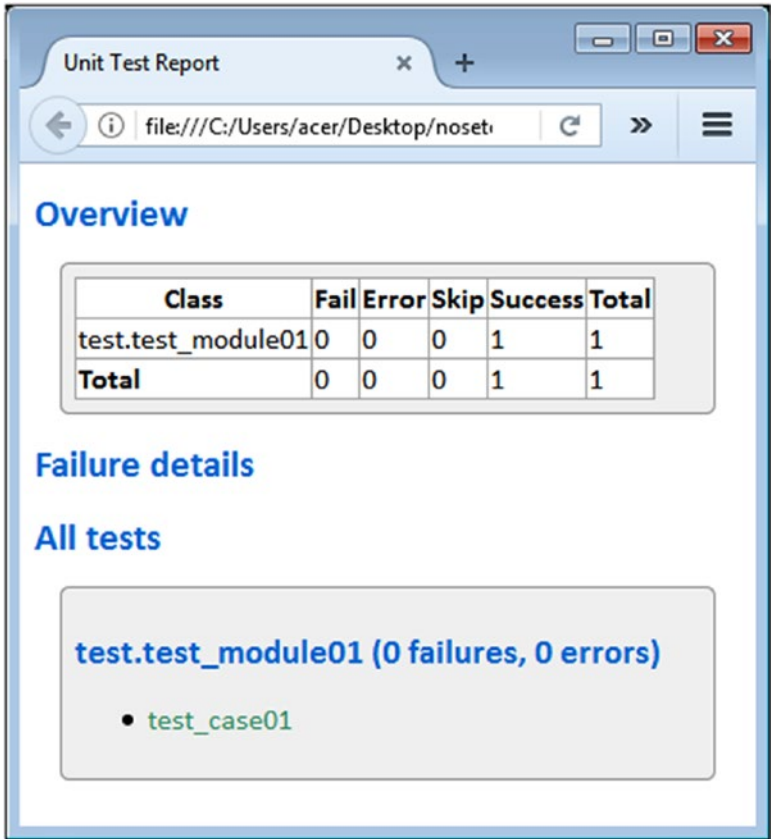 Unit Test Report
file:///C:/Users/acer/Desktop/noset
Overview
Class Fail Error Skip Success Total
test.test_module01 0 0 0 1 1
Total 0 0 0 1 1
Failure details
All tests
test.test_module01 (0 failures, 0 errors)
• test_case01